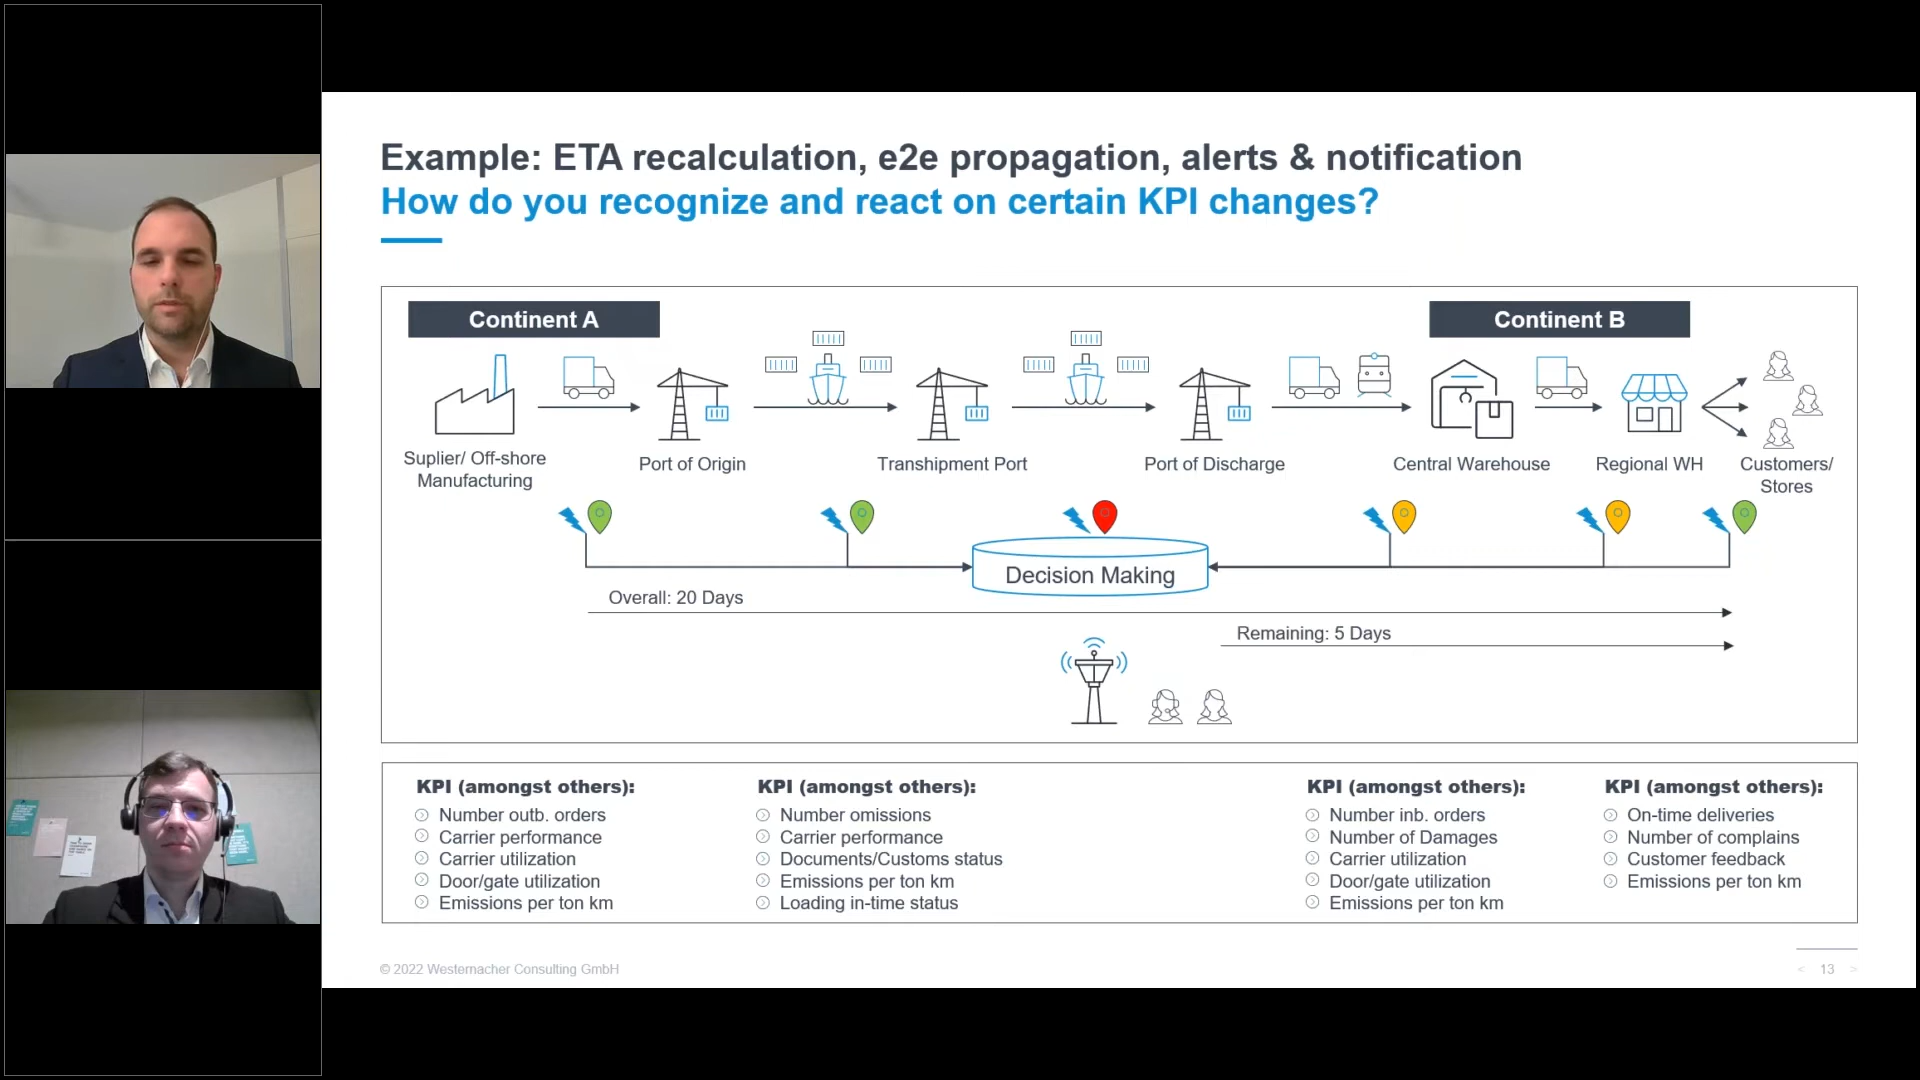 Example: ETA recalculation, e2e propagation, alerts & notification
How do you recognize and react on certain KPI changes?
Continent A
Continent B
Suplier/ Off-shore
Manufacturing
Port of Origin
Transhipment Port
Port of Discharge
Central Warehouse
Regional WH
Customers/
Stores
Decision Making
Overall: 20 Days
Remaining: 5 Days
KPI (amongst others):
Number outb. orders
Carrier performance
Carrier utilization
Door/gate utilization
Emissions per ton km
KPI (amongst others):
Number omissions
Carrier performance
Documents/Customs status
Emissions per ton km
Loading in-time status
KPI (amongst others):
Number inb. orders
Number of Damages
Carrier utilization
Door/gate utilization
Emissions per ton km
KPI (amongst others):
On-time deliveries
Number of complains
Customer feedback
Emissions per ton km
© 2022 Westernacher Consulting GmbH
< 13 >